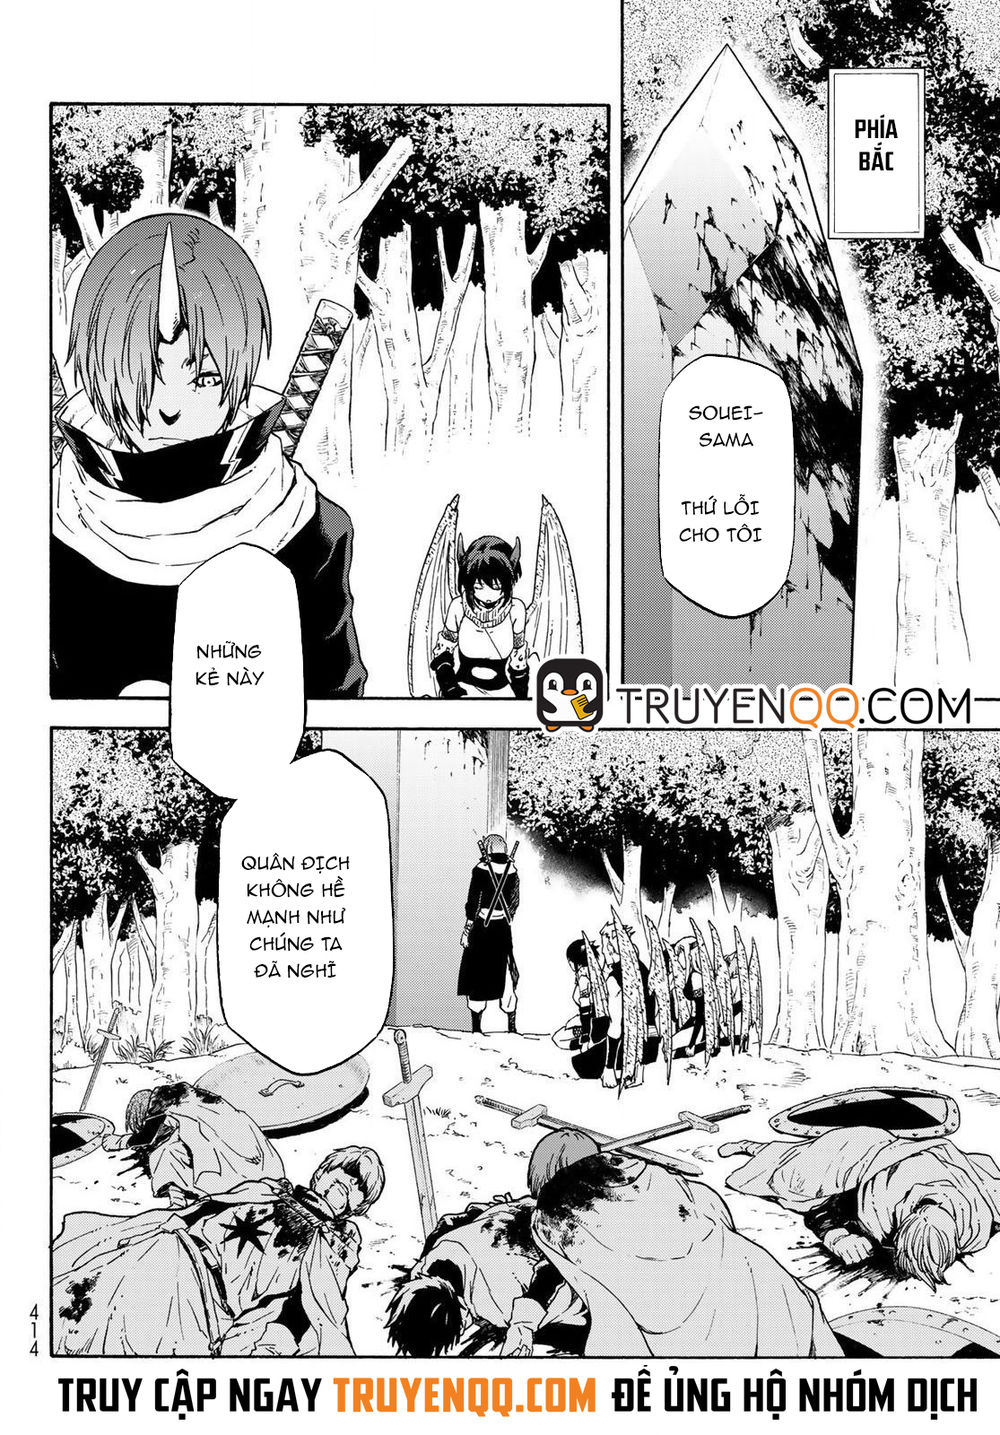 PHÍA
BẮC
SOUEI-
SAMA
THỨ LỖI
CHO TÔI
NHỮNG
KẺ NÀY
TRUYENQQ.COM
QUÂN ĐỊCH
KHÔNG HỀ
MẠNH NHƯ
CHÚNG TA
ĐÃ NGHĨ
414
TRUY CẬP NGAY TRUYENQQ.COM ĐỂ ỦNG HỘ NHÓM DỊCH